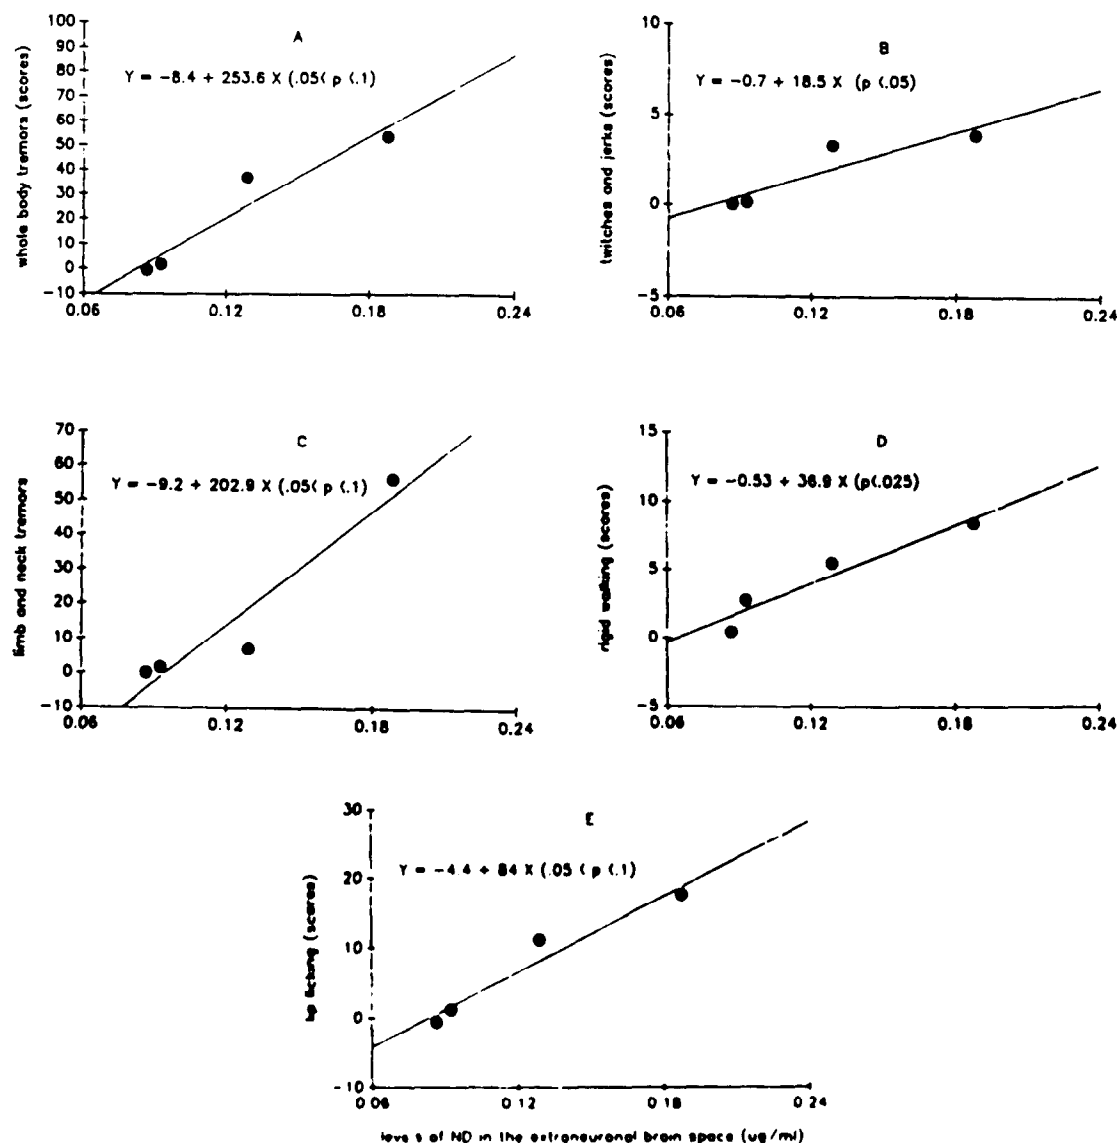 A
Y = -8.4 + 253.6 X (.05< p <.1)
whole body tremors (scores)
100
90
80
70
60
50
40
30
20
10
0
-10
0.06 0.12 0.18 0.24
B
Y = -0.7 + 18.5 X (p <.05)
twitches and jerks (scores)
10
5
0
-5
0.06 0.12 0.18 0.24
C
Y = -9.2 + 202.9 X (.05< p <.1)
limb and neck tremors
70
60
50
40
30
20
10
0
-10
0.06 0.12 0.18 0.24
D
Y = -0.53 + 36.9 X (p<.025)
rigid walking (scores)
15
10
5
0
-5
0.06 0.12 0.18 0.24
E
Y = -4.4 + 84 X (.05 < p <.1)
lip licking (scores)
30
20
10
0
-10
0.06 0.12 0.18 0.24
levels of ND in the extraneuronal brain space (ug/ml)